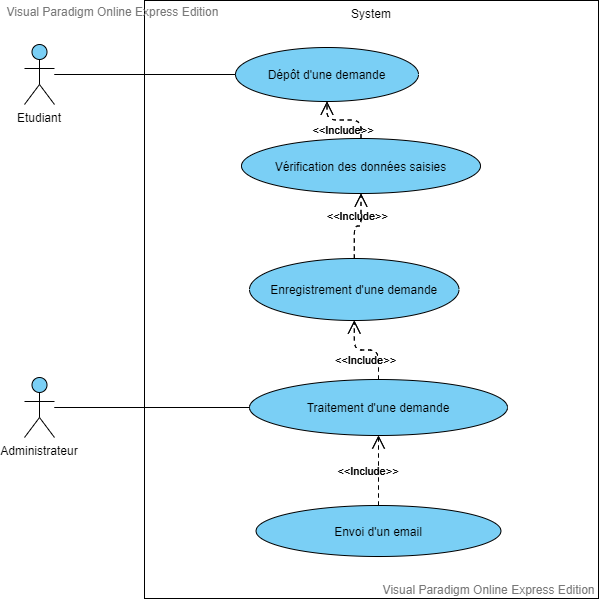 Visual Paradigm Online Express Edition
System
Dépôt d'une demande
Etudiant
<<Include>>
Vérification des données saisies
<<Include>>
Enregistrement d'une demande
<<Include>>
Traitement d'une demande
Administrateur
<<Include>>
Envoi d'un email
Visual Paradigm Online Express Edition